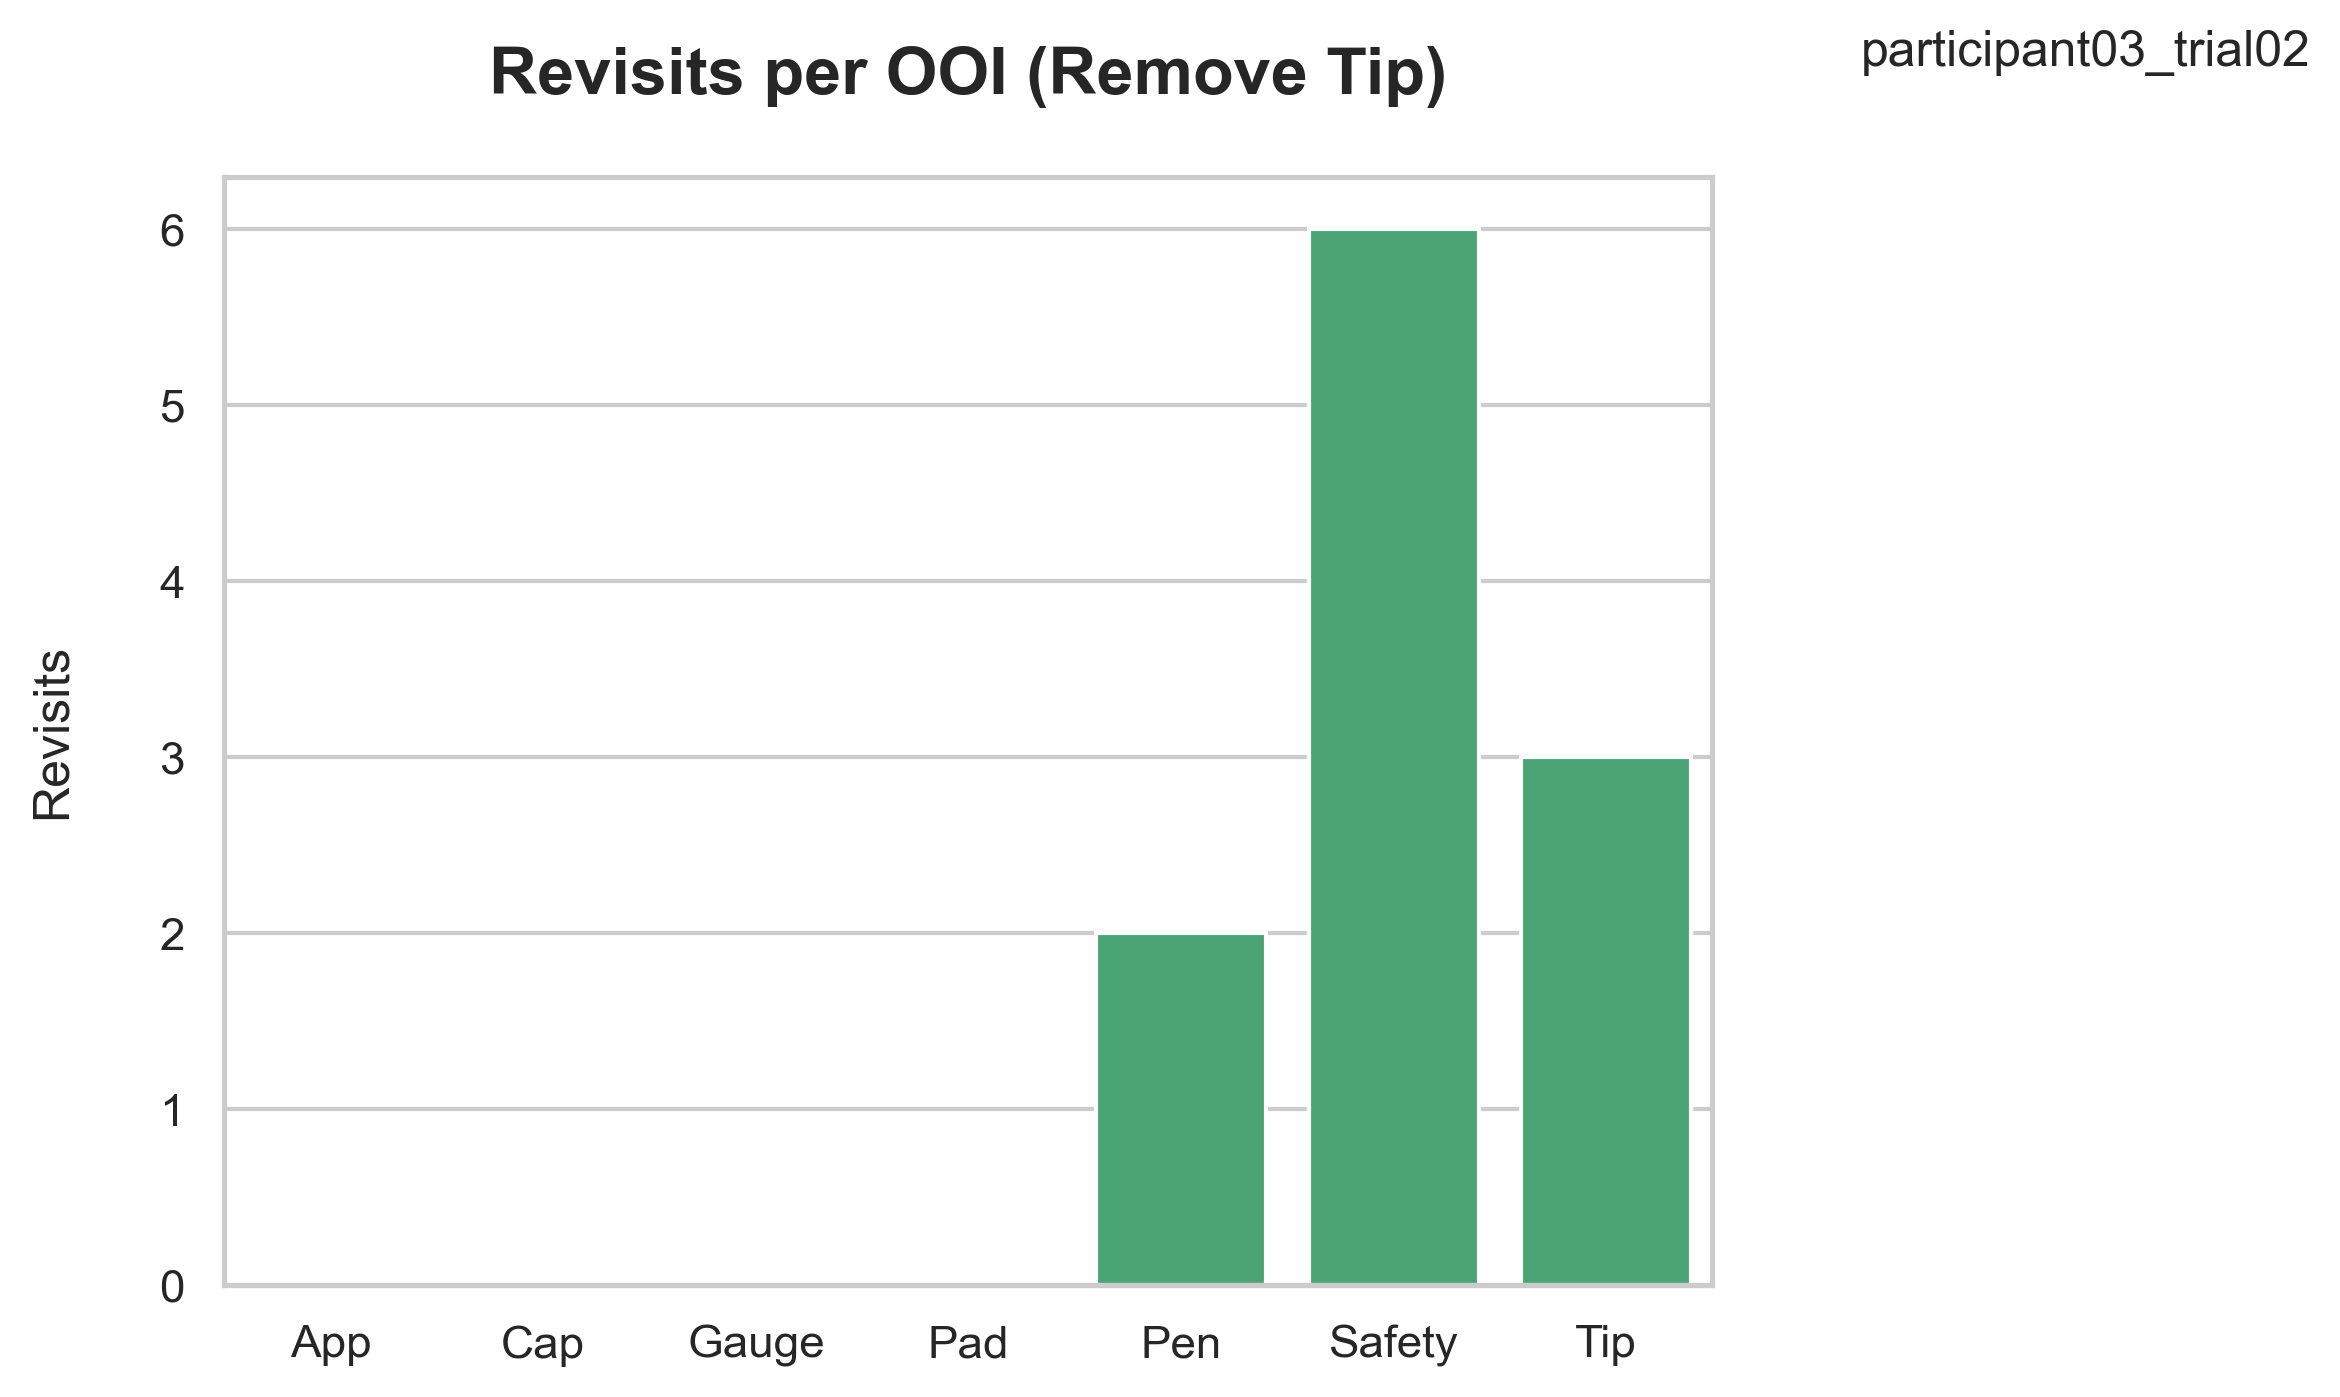 participant03_trial02
Revisits per OOI (Remove Tip)
Revisits
6
5
4
3
2
1
0
App Cap Gauge Pad Pen Safety Tip